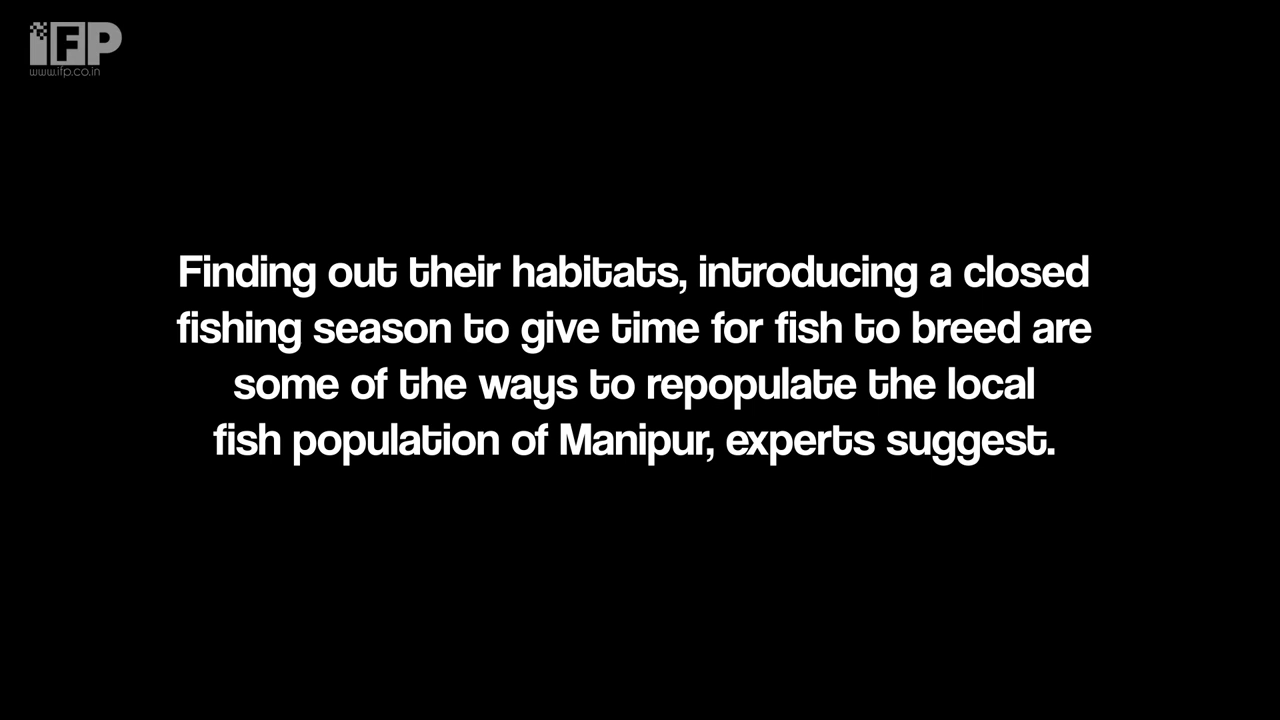 iFP
www.ifp.co.in
Finding out their habitats, introducing a closed
fishing season to give time for fish to breed are
some of the ways to repopulate the local
fish population of Manipur, experts suggest.